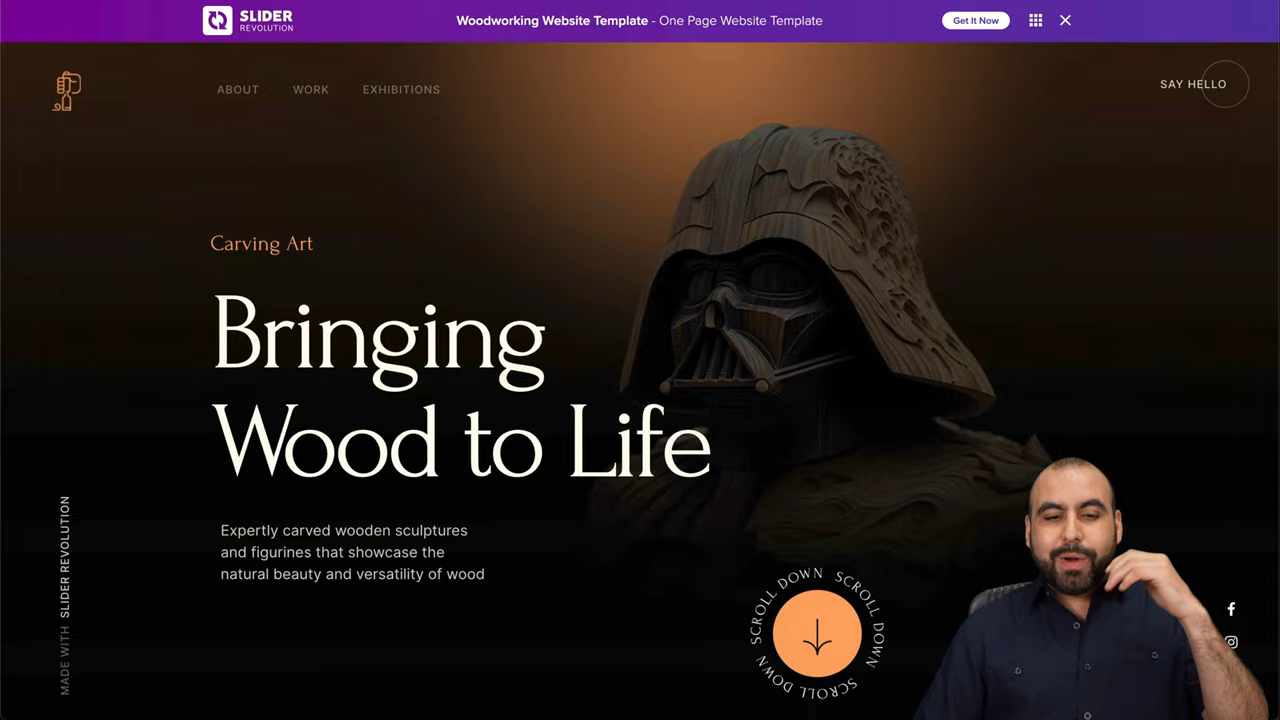 SLIDER
REVOLUTION
Woodworking Website Template - One Page Website Template
Get It Now
ABOUT WORK EXHIBITIONS
SAY HELLO
Carving Art
Bringing
Wood to Life
Expertly carved wooden sculptures
and figurines that showcase the
natural beauty and versatility of wood
SCROLL DOWN SCROLL DOWN SCROLL DOWN SCROLL DOWN
MADE WITH SLIDER REVOLUTION